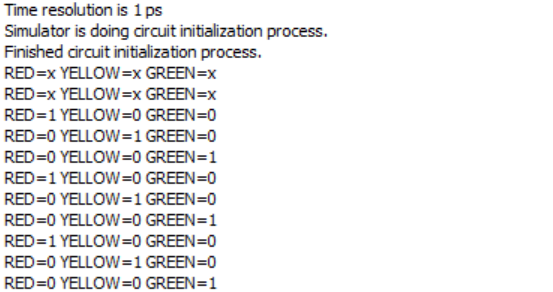 Time resolution is 1 ps
Simulator is doing circuit initialization process.
Finished circuit initialization process.
RED=x YELLOW=x GREEN=x
RED=x YELLOW=x GREEN=x
RED=1 YELLOW=0 GREEN=0
RED=0 YELLOW=1 GREEN=0
RED=0 YELLOW=0 GREEN=1
RED=1 YELLOW=0 GREEN=0
RED=0 YELLOW=1 GREEN=0
RED=0 YELLOW=0 GREEN=1
RED=1 YELLOW=0 GREEN=0
RED=0 YELLOW=1 GREEN=0
RED=0 YELLOW=0 GREEN=1